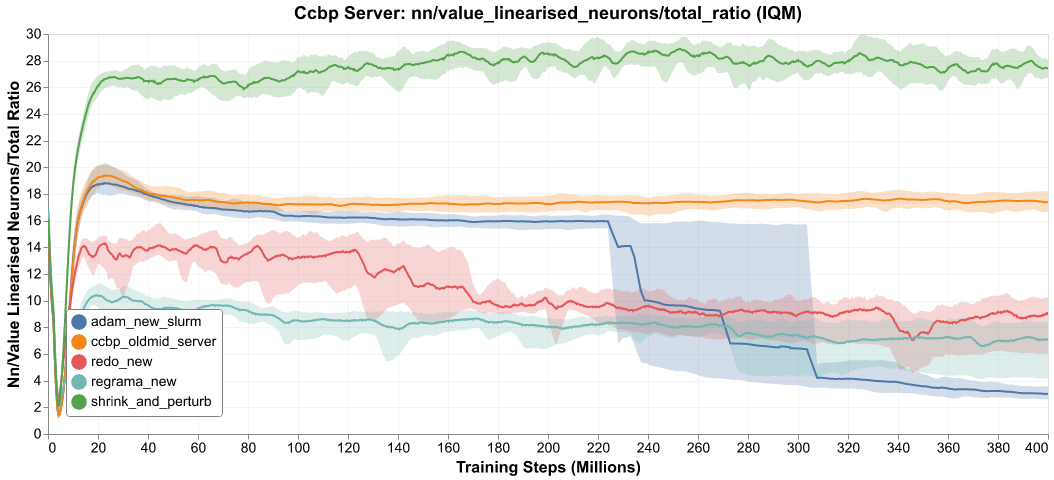 Ccbp Server: nn/value_linearised_neurons/total_ratio (IQM)
Nn/Value Linearised Neurons/Total Ratio
30
28
26
24
22
20
18
16
14
12
10
8
6
4
2
0
adam_new_slurm
ccbp_oldmid_server
redo_new
regrama_new
shrink_and_perturb
0 20 40 60 80 100 120 140 160 180 200 220 240 260 280 300 320 340 360 380 400
Training Steps (Millions)